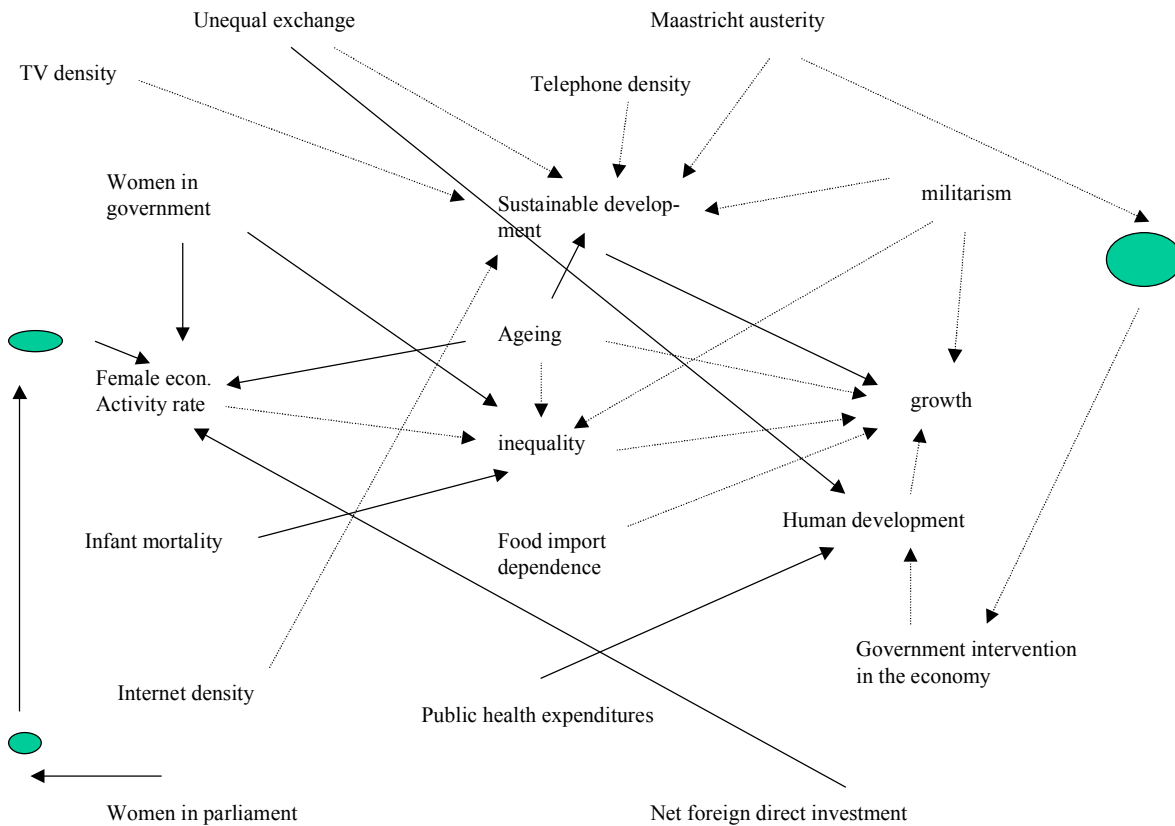 Unequal exchange
Maastricht austerity
TV density
Telephone density
Women in
government
Sustainable develop-
ment
militarism
Ageing
Female econ.
Activity rate
growth
inequality
Infant mortality
Food import
dependence
Human development
Government intervention
in the economy
Internet density
Public health expenditures
Women in parliament
Net foreign direct investment